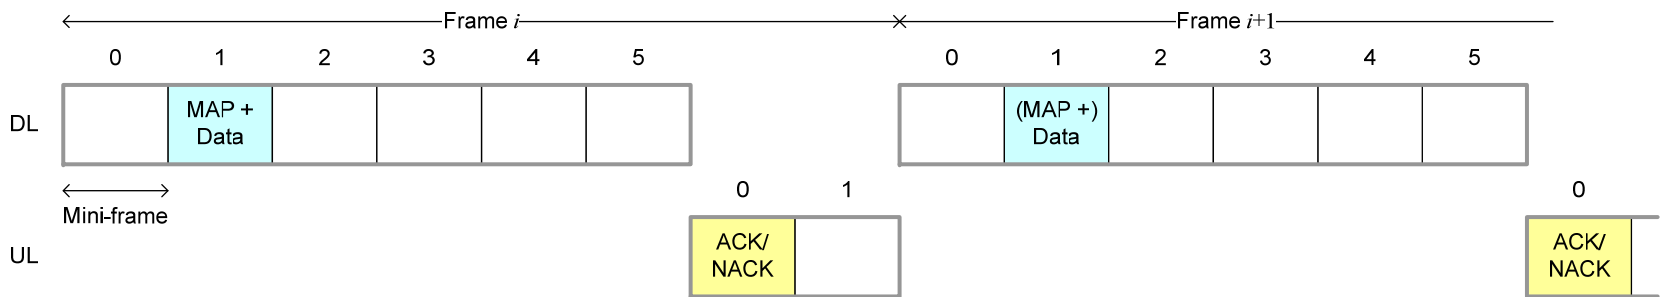 Frame i
Frame i+1
0 1 2 3 4 5
0 1 2 3 4 5
DL
MAP +
Data
(MAP +)
Data
Mini-frame
0 1
0
UL
ACK/
NACK
ACK/
NACK